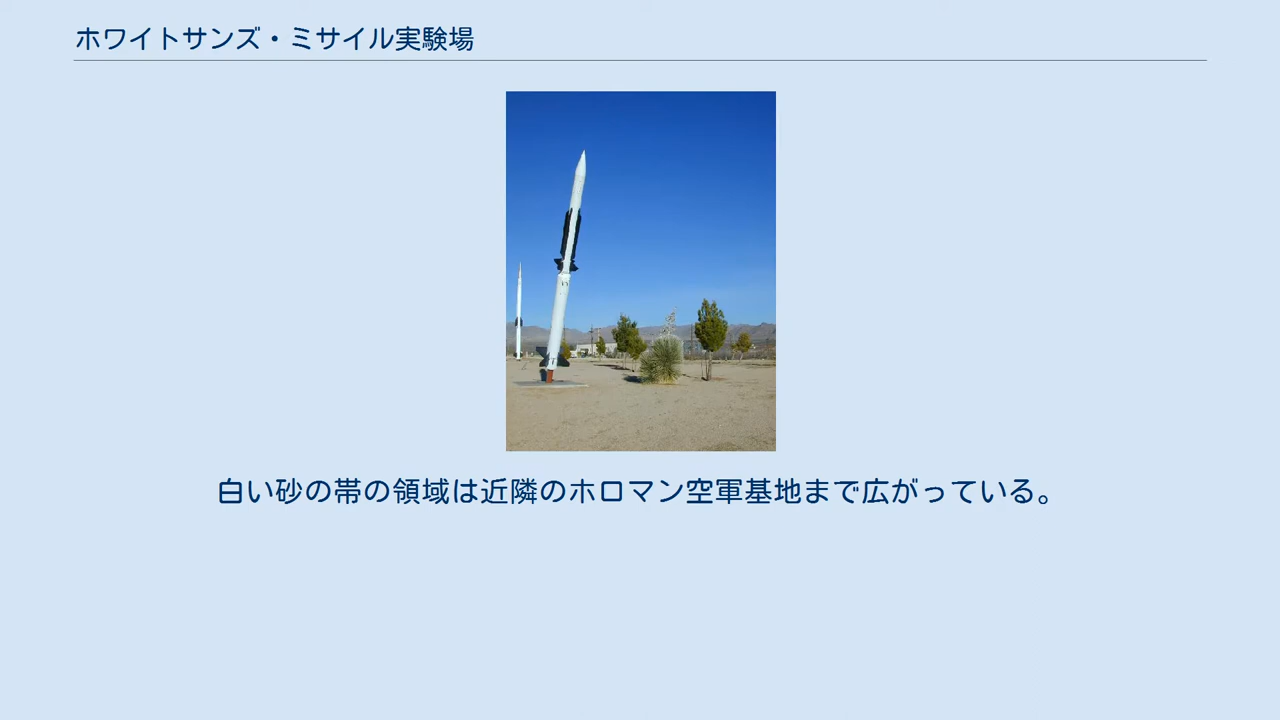 ホワイトサンズ・ミサイル実験場
白い砂の帯の領域は近隣のホロマン空軍基地まで広がっている。